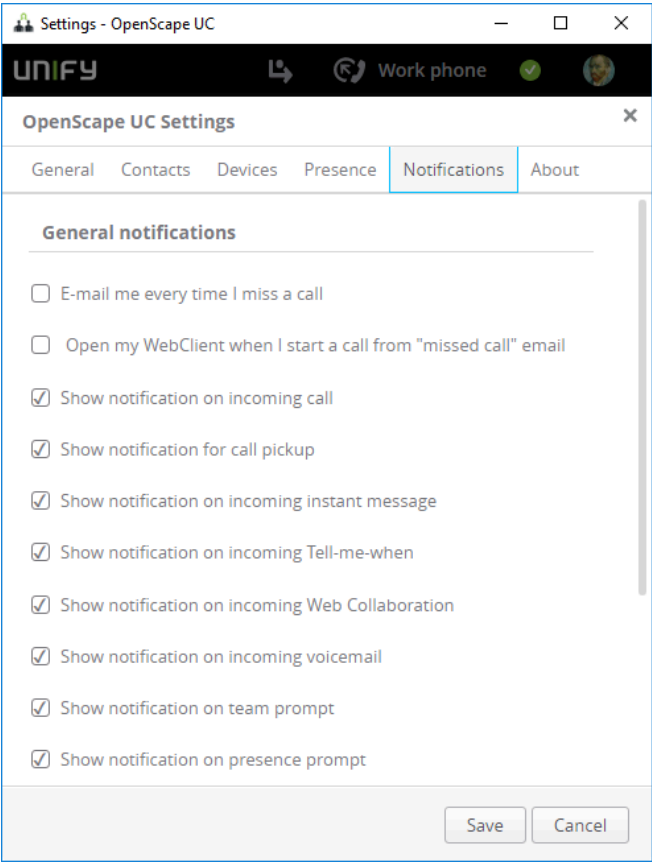 Settings - OpenScape UC
UNIFY
Work phone
OpenScape UC Settings
General Contacts Devices Presence Notifications About
General notifications
E-mail me every time I miss a call
Open my WebClient when I start a call from "missed call" email
Show notification on incoming call
Show notification for call pickup
Show notification on incoming instant message
Show notification on incoming Tell-me-when
Show notification on incoming Web Collaboration
Show notification on incoming voicemail
Show notification on team prompt
Show notification on presence prompt
Save Cancel